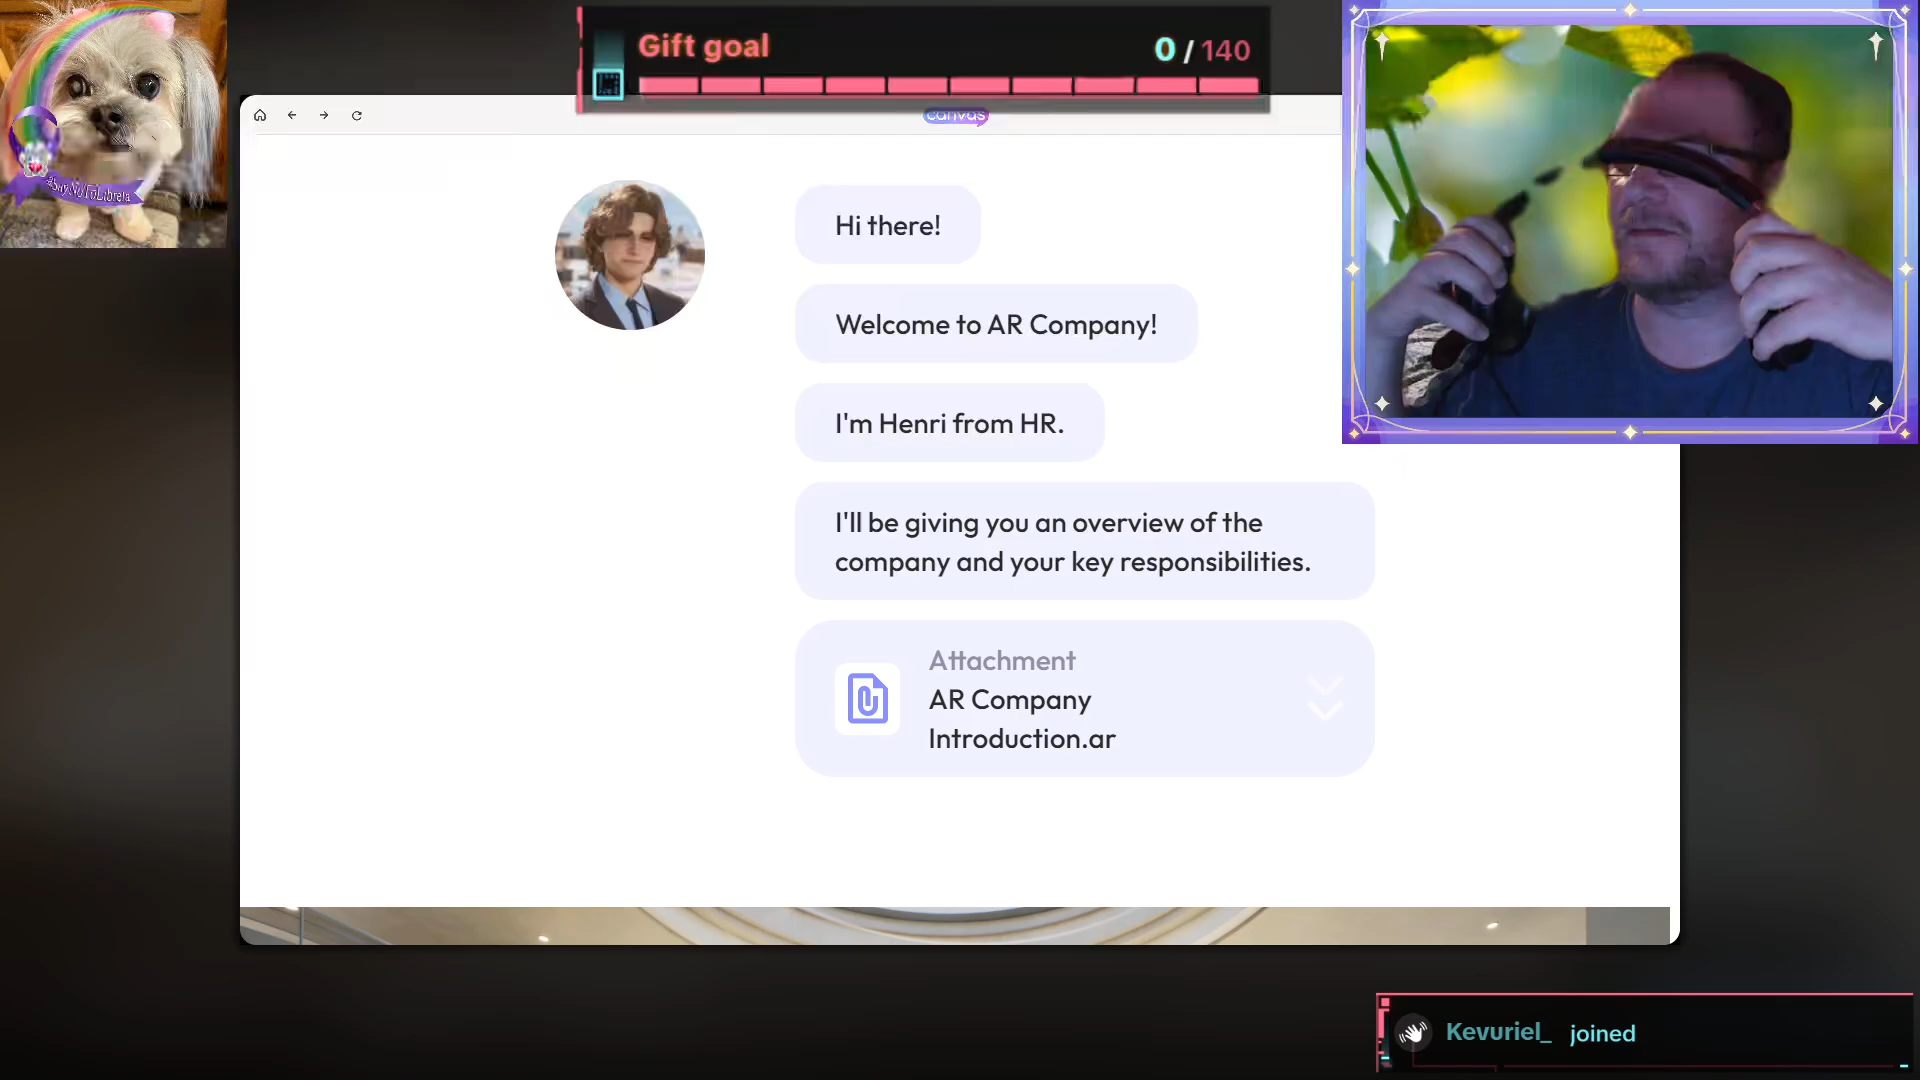 Gift goal
0 / 140
canvas
#SayNoToLibreta
Hi there!
Welcome to AR Company!
I'm Henri from HR.
I'll be giving you an overview of the
company and your key responsibilities.
Attachment
AR Company
Introduction.ar
Kevuriel_ joined